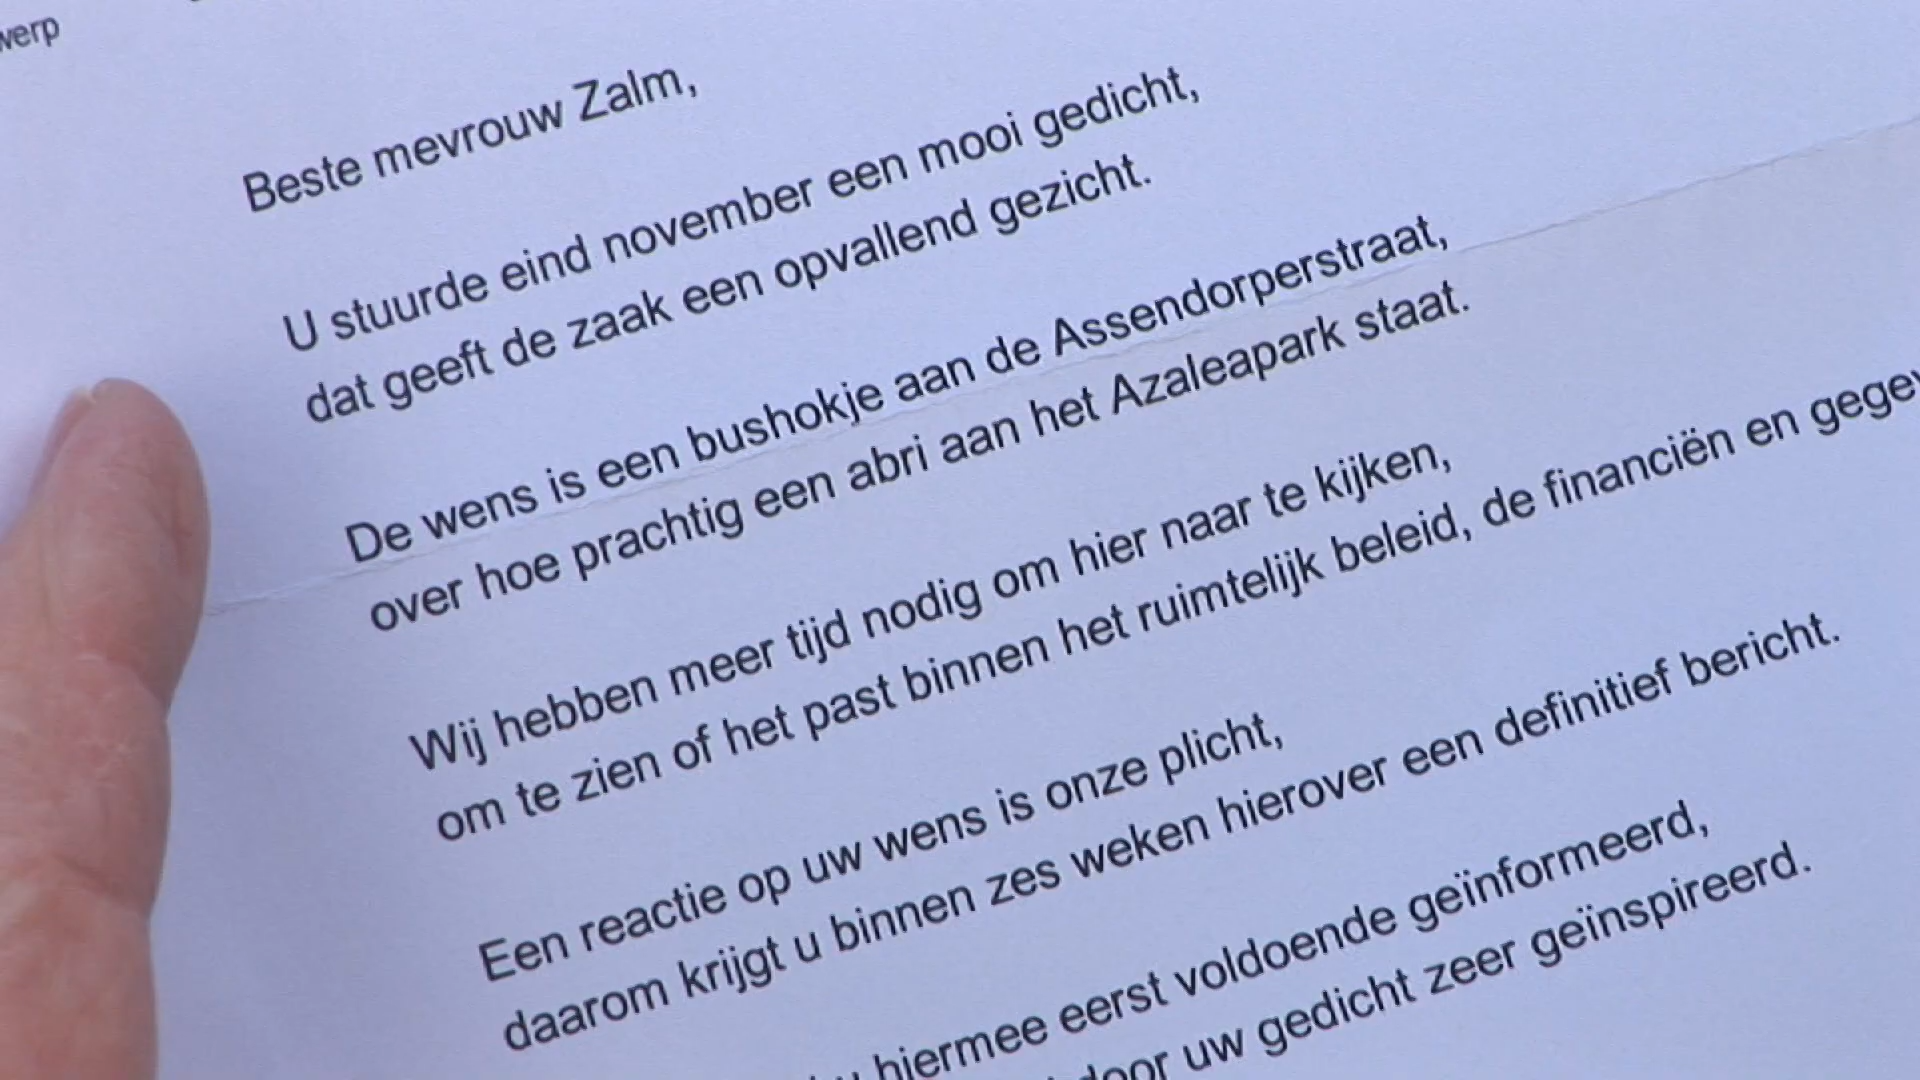 Beste mevrouw Zalm,
U stuurde eind november een mooi gedicht,
dat geeft de zaak een opvallend gezicht.
De wens is een bushokje aan de Assendorperstraat,
over hoe prachtig een abri aan het Azaleapark staat.
Wij hebben meer tijd nodig om hier naar te kijken,
om te zien of het past binnen het ruimtelijk beleid, de financiën en
Een reactie op uw wens is onze plicht,
daarom krijgt u binnen zes weken hierover een definitief bericht.
hiermee eerst voldoende geïnformeerd,
door uw gedicht zeer geïnspireerd.